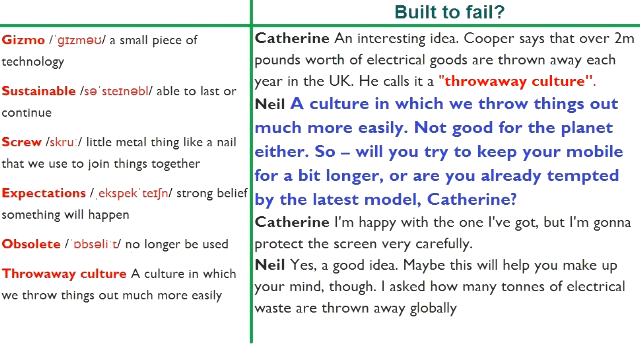 Built to fail?
Gizmo /ˈɡɪzməʊ/ a small piece of
technology
Sustainable /səˈsteɪnəbl/ able to last or
continue
Screw /skruː/ little metal thing like a nail
that we use to join things together
Expectations /ˌekspekˈteɪʃn/ strong belief
something will happen
Obsolete /ˈɒbsəliːt/ no longer be used
Throwaway culture A culture in which
we throw things out much more easily
Catherine An interesting idea. Cooper says that over 2m
pounds worth of electrical goods are thrown away each
year in the UK. He calls it a "throwaway culture".
Neil A culture in which we throw things out
much more easily. Not good for the planet
either. So – will you try to keep your mobile
for a bit longer, or are you already tempted
by the latest model, Catherine?
Catherine I'm happy with the one I've got, but I'm gonna
protect the screen very carefully.
Neil Yes, a good idea. Maybe this will help you make up
your mind, though. I asked how many tonnes of electrical
waste are thrown away globally